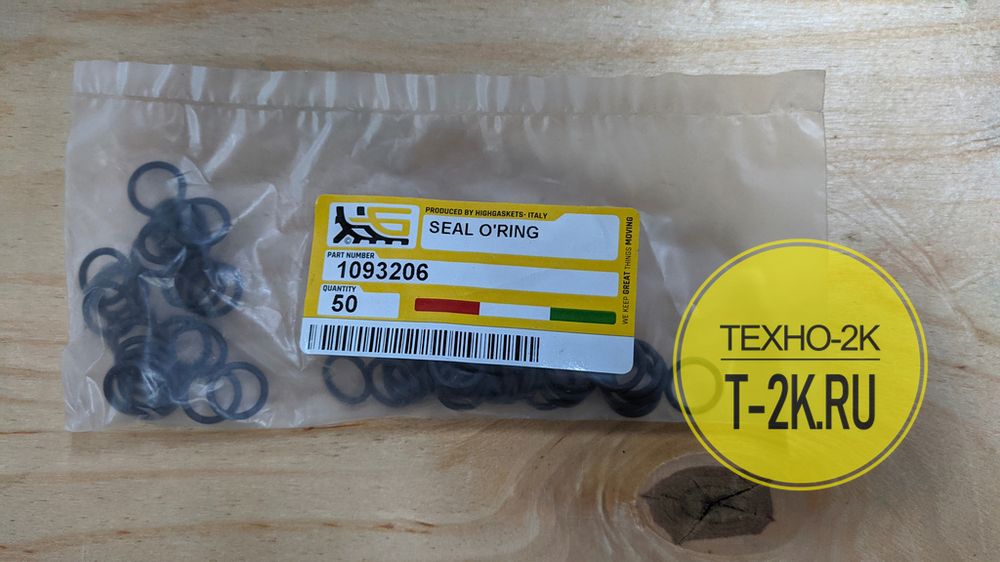 HG
PRODUCED BY HIGHGASKETS- ITALY
SEAL O'RING
PART NUMBER
1093206
QUANTITY
50
WE KEEP GREAT THINGS MOVING
ТЕХНО-2К
T-2K.RU